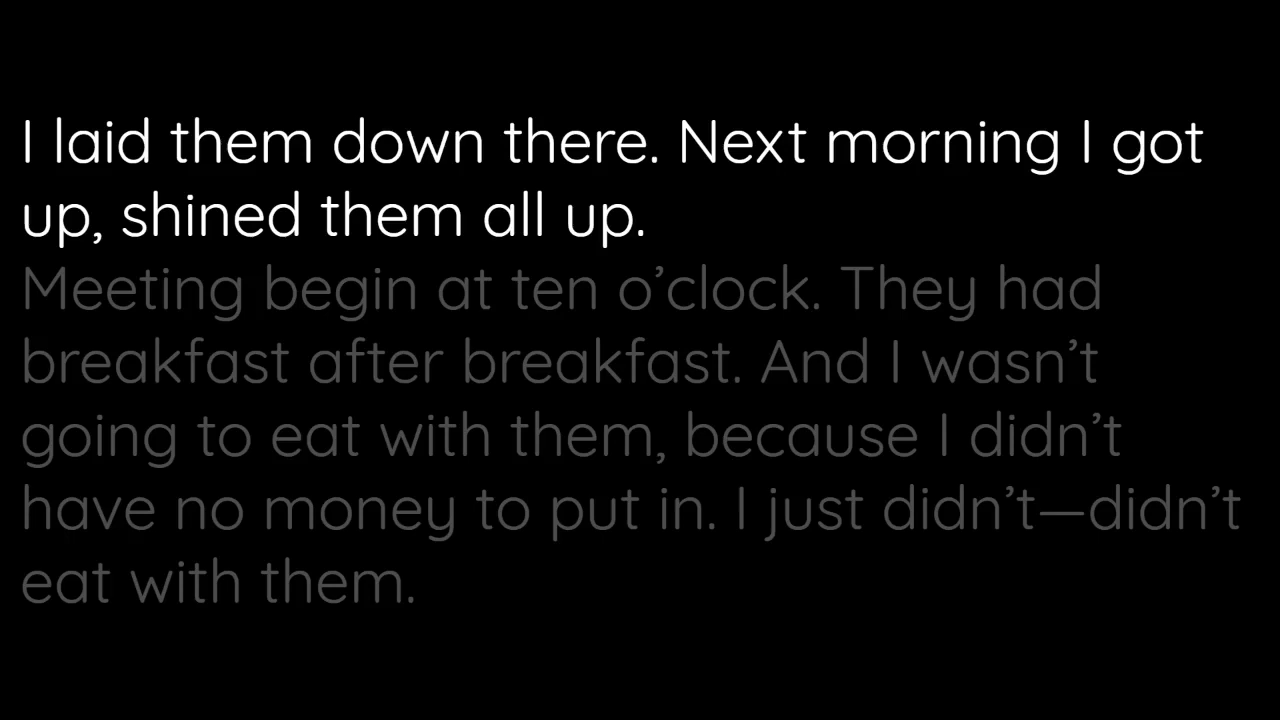 I laid them down there. Next morning I got
up, shined them all up.
Meeting begin at ten o’clock. They had
breakfast after breakfast. And I wasn’t
going to eat with them, because I didn’t
have no money to put in. I just didn’t—didn’t
eat with them.